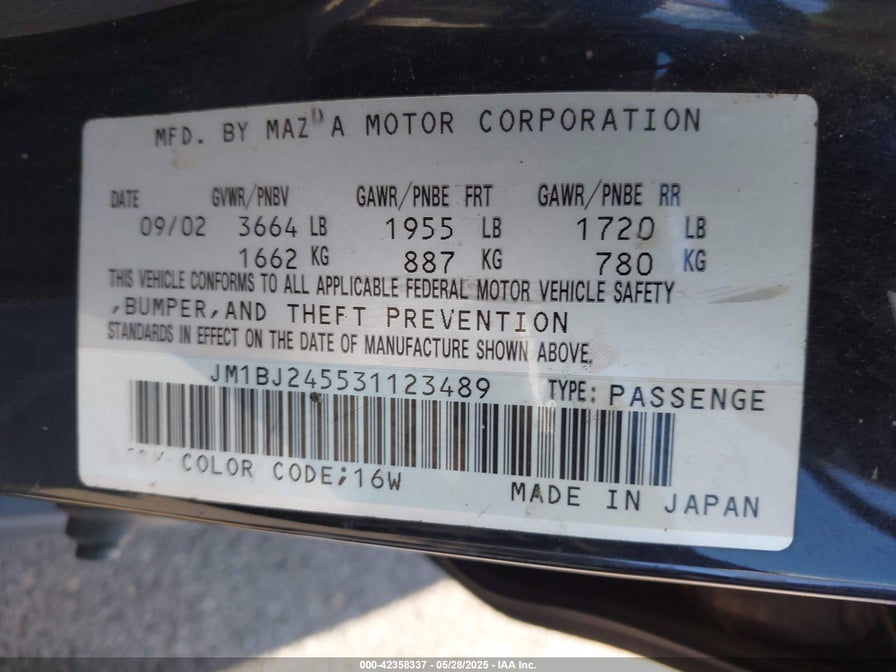 MFD. BY MAZDA MOTOR CORPORATION
DATE GVWR/PNBV GAWR/PNBE FRT GAWR/PNBE RR
09/02 3664 LB 1955 LB 1720 LB
1662 KG 887 KG 780 KG
THIS VEHICLE CONFORMS TO ALL APPLICABLE FEDERAL MOTOR VEHICLE SAFETY
,BUMPER,AND THEFT PREVENTION
STANDARDS IN EFFECT ON THE DATE OF MANUFACTURE SHOWN ABOVE.
JM1BJ245531123489 TYPE: PASSENGE
COLOR CODE;16W
MADE IN JAPAN
000-42358337 - 05/28/2025 - IAA Inc.